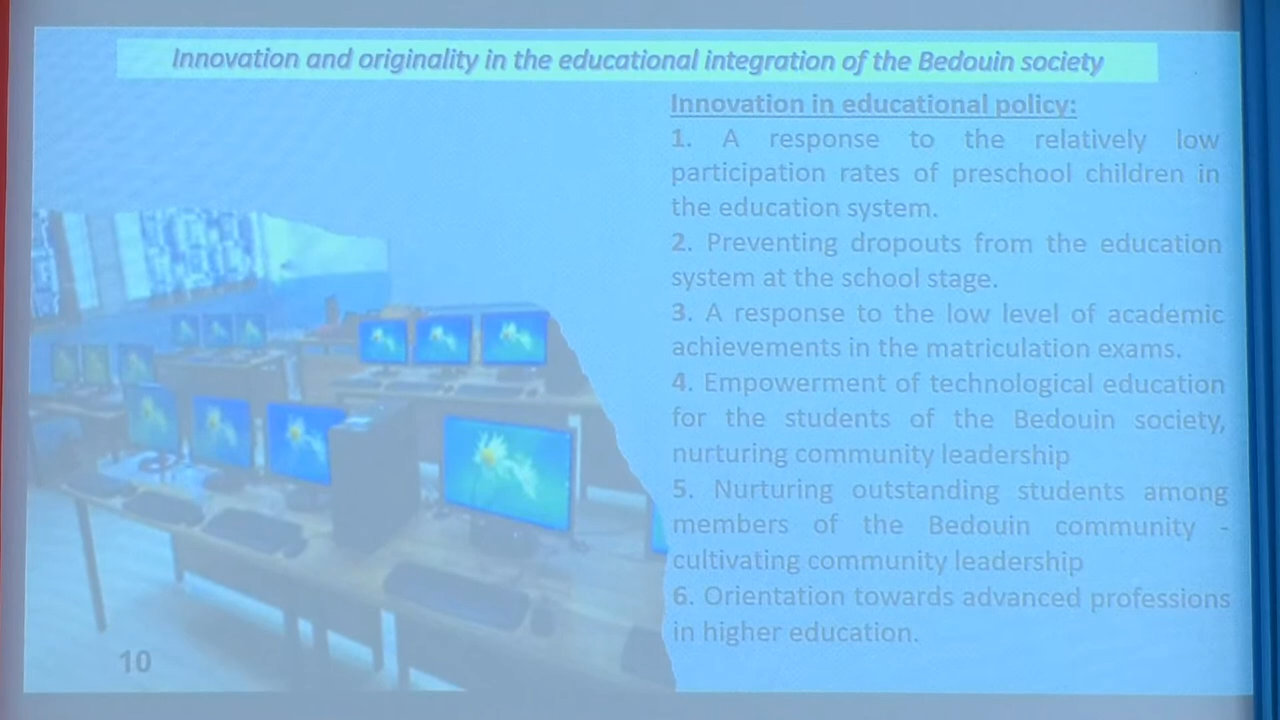 Innovation and originality in the educational integration of the Bedouin society
Innovation in educational policy:
1. A response to the relatively low
participation rates of preschool children in
the education system.
2. Preventing dropouts from the education
system at the school stage.
3. A response to the low level of academic
achievements in the matriculation exams.
4. Empowerment of technological education
for the students of the Bedouin society,
nurturing community leadership
5. Nurturing outstanding students among
members of the Bedouin community -
cultivating community leadership
6. Orientation towards advanced professions
in higher education.
10